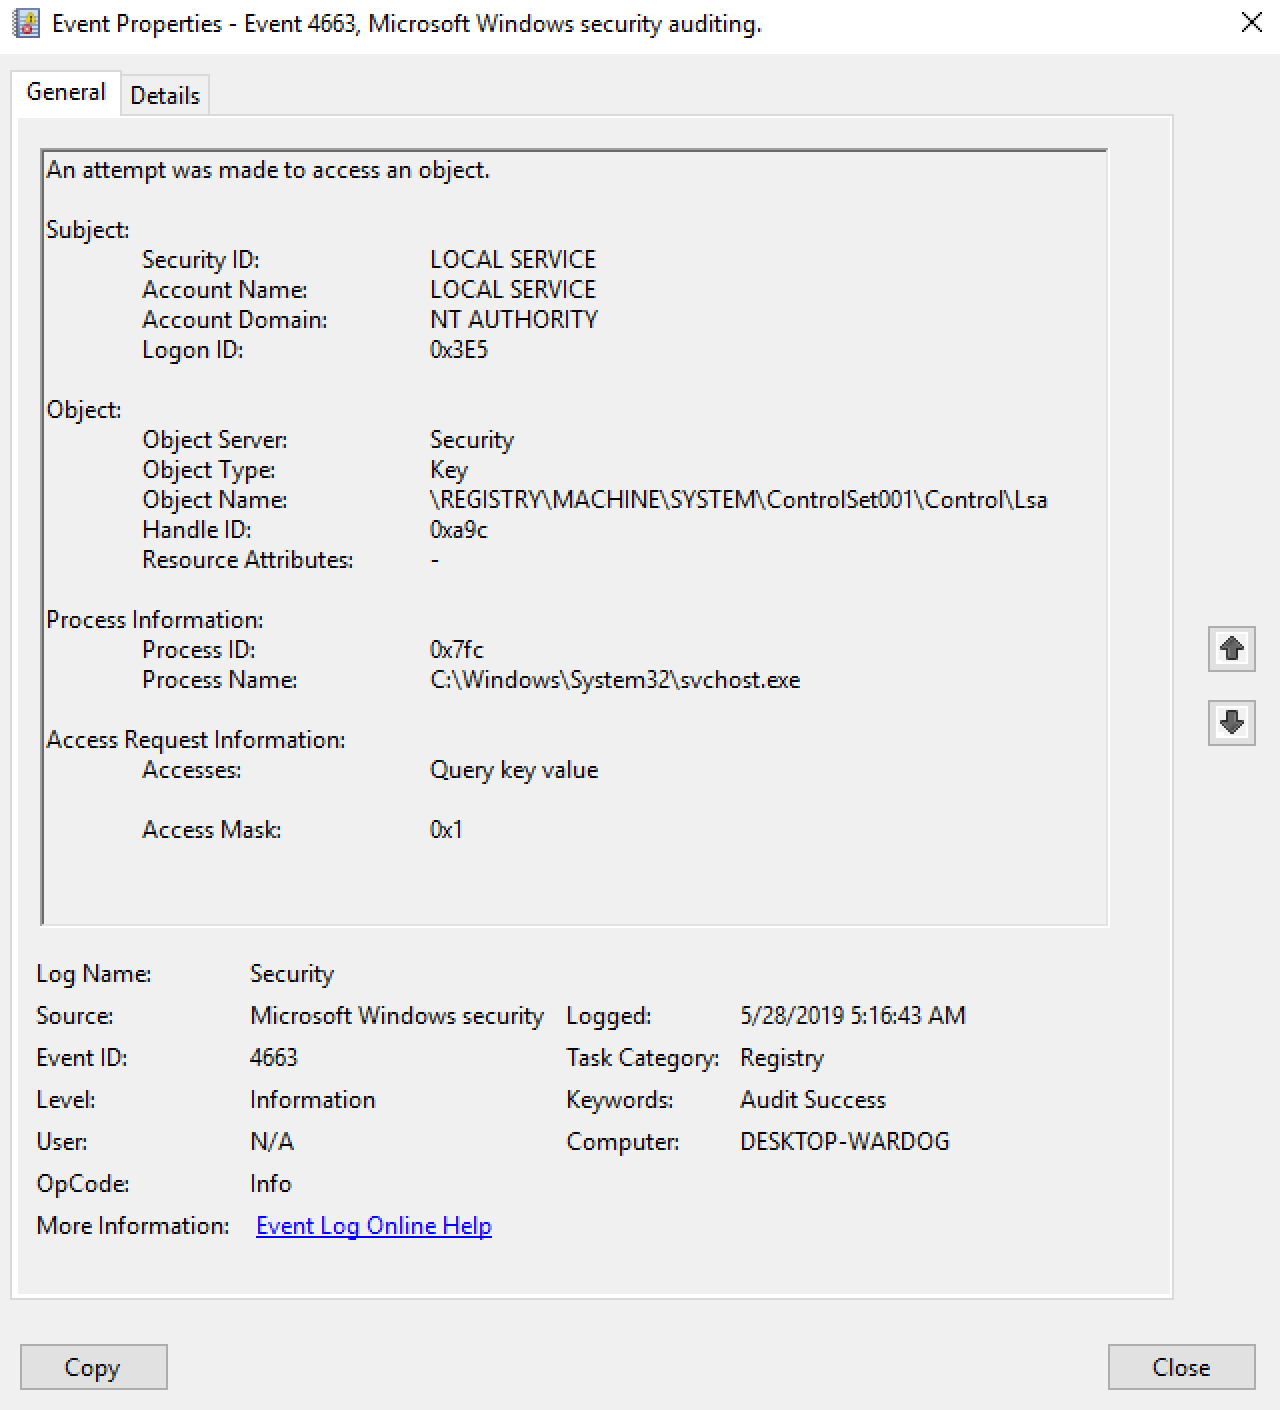 Event Properties - Event 4663, Microsoft Windows security auditing.
General Details
An attempt was made to access an object.
Subject:
Security ID: LOCAL SERVICE
Account Name: LOCAL SERVICE
Account Domain: NT AUTHORITY
Logon ID: 0x3E5
Object:
Object Server: Security
Object Type: Key
Object Name: \REGISTRY\MACHINE\SYSTEM\ControlSet001\Control\Lsa
Handle ID: 0xa9c
Resource Attributes: -
Process Information:
Process ID: 0x7fc
Process Name: C:\Windows\System32\svchost.exe
Access Request Information:
Accesses: Query key value
Access Mask: 0x1
Log Name: Security
Source: Microsoft Windows security Logged: 5/28/2019 5:16:43 AM
Event ID: 4663 Task Category: Registry
Level: Information Keywords: Audit Success
User: N/A Computer: DESKTOP-WARDOG
OpCode: Info
More Information: Event Log Online Help
Copy Close